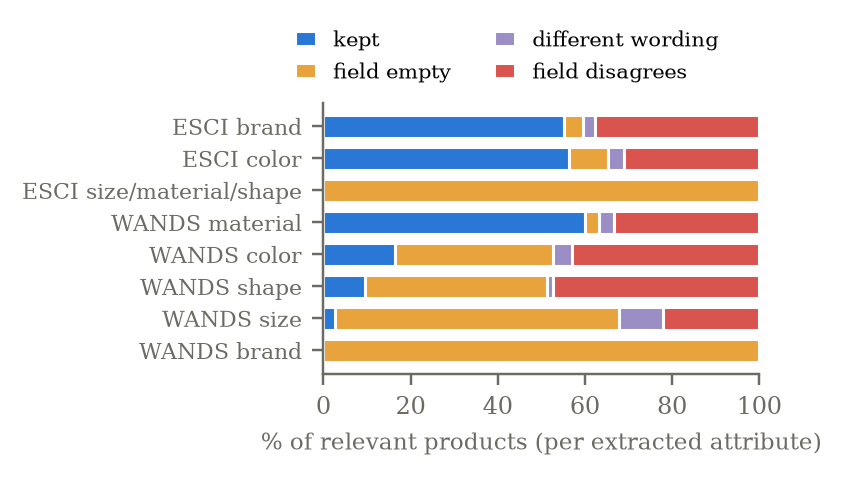 kept
different wording
field empty
field disagrees
ESCI brand
ESCI color
ESCI size/material/shape
WANDS material
WANDS color
WANDS shape
WANDS size
WANDS brand
0 20 40 60 80 100
% of relevant products (per extracted attribute)